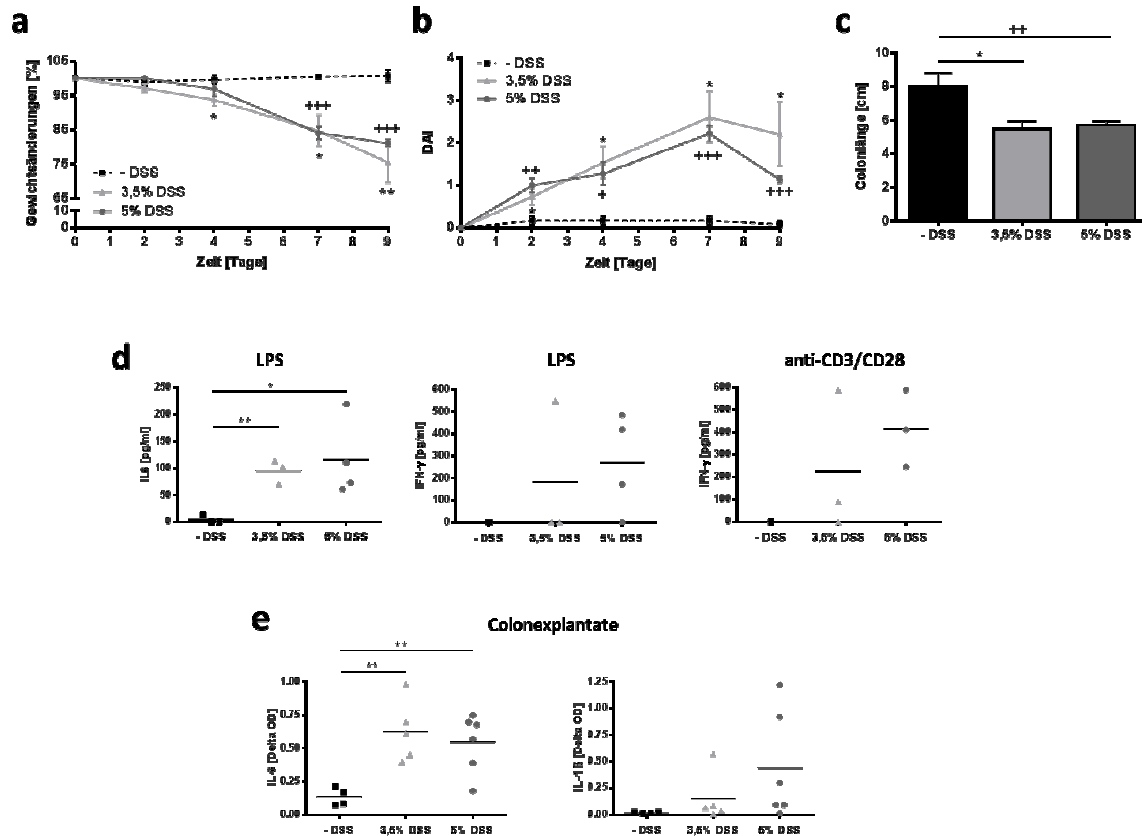 a
Gewichtsänderungen [%]
105
95
85
75
65
10
0
0 1 2 3 4 5 6 7 8 9
Zeit [Tage]
- DSS
3,5% DSS
5% DSS
*
+++
*
+++
**
b
DAI
4
3
2
1
0
0 1 2 3 4 5 6 7 8 9
Zeit [Tage]
- DSS
3,5% DSS
5% DSS
++
*
*
+
*
+++
*
+++
c
Colonlänge [cm]
10
8
6
4
2
0
++
*
- DSS 3,5% DSS 5% DSS
d
LPS
IL6 [pg/ml]
250
200
150
100
50
0
*
**
- DSS 3,5% DSS 5% DSS
LPS
IFN-γ [pg/ml]
600
500
400
300
200
100
0
- DSS 3,5% DSS 5% DSS
anti-CD3/CD28
IFN-γ [pg/ml]
600
500
400
300
200
100
0
- DSS 3,5% DSS 5% DSS
e
Colonexplantate
IL-6 [Delta OD]
1.00
0.75
0.50
0.25
0.00
**
**
- DSS 3,5% DSS 5% DSS
IL-1ß [Delta OD]
1.25
1.00
0.75
0.50
0.25
0.00
- DSS 3,5% DSS 5% DSS